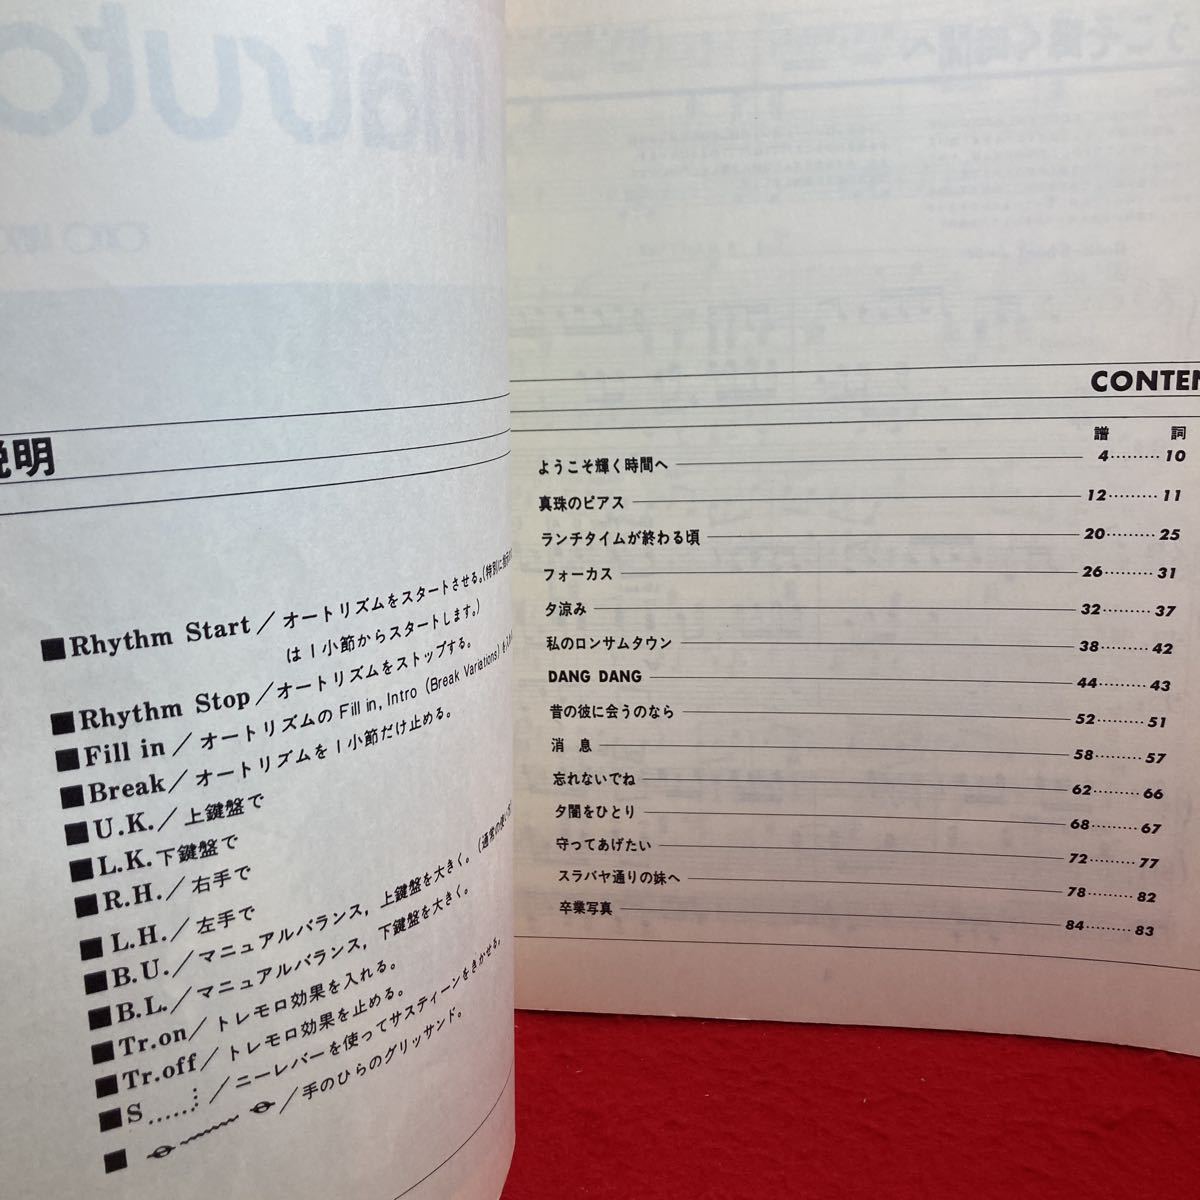 説明
■Rhythm Start／オートリズムをスタートさせる。(特別に
は1小節からスタートします。)
■Rhythm Stop／オートリズムをストップする。
■Fill in／オートリズムのFill in, Intro (Break Variations) を
■Break／オートリズムを1小節だけ止める。
■U.K.／上鍵盤で
■L.K. 下鍵盤で
■R.H.／右手で
■L.H.／左手で
■B.U.／マニュアルバランス，上鍵盤を大きく。(通常の
■B.L.／マニュアルバランス，下鍵盤を大きく。
■Tr.on／トレモロ効果を入れる。
■Tr.off／トレモロ効果を止める。
■S……／ニーレバーを使ってサスティーンをきかせる，
■／手のひらのグリッサンド。
CONTEN
譜 詞
ようこそ輝く時間へ 4………10
真珠のピアス 12………11
ランチタイムが終わる頃 20………25
フォーカス 26………31
夕涼み 32………37
私のロンサムタウン 38………42
DANG DANG 44………43
昔の彼に会うのなら 52………51
消 息 58………57
忘れないでね 62………66
夕闇をひとり 68………67
守ってあげたい 72………77
スラバヤ通りの妹へ 78………82
卒業写真 84………83